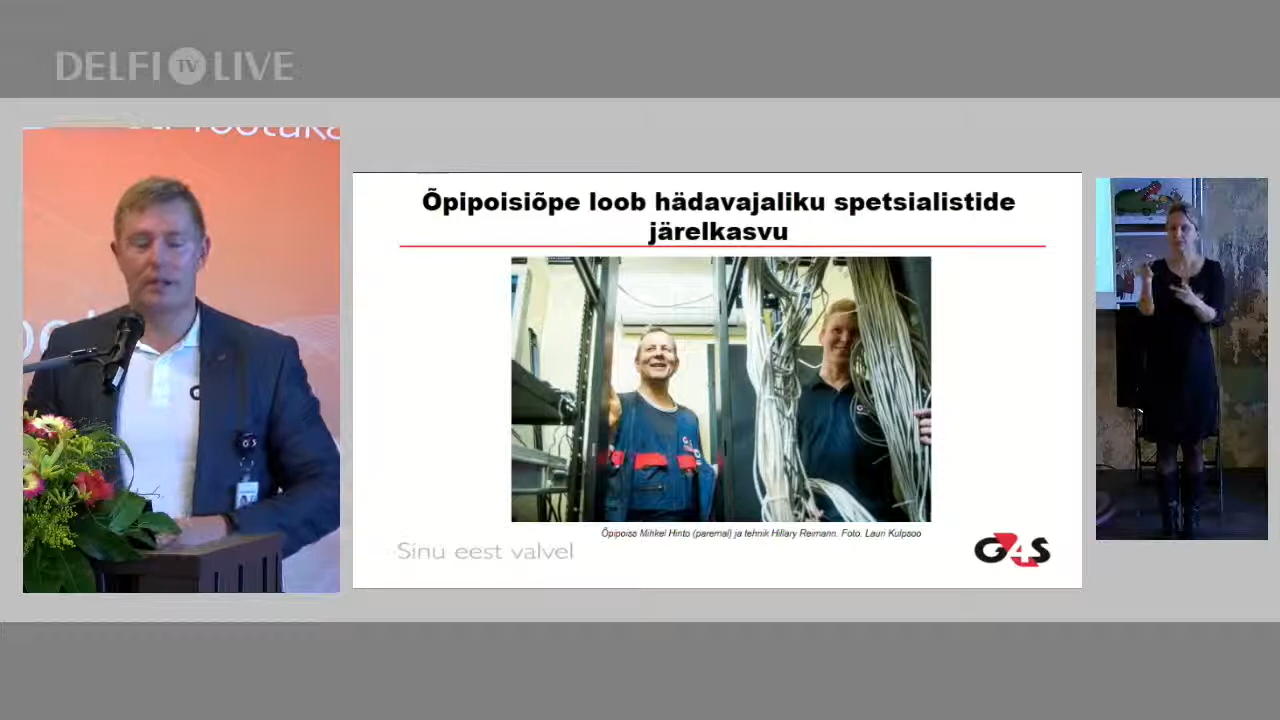 DELFI TV LIVE
Õpipoisiõpe loob hädavajaliku spetsialistide
järelkasvu
Õpipoiss Mihkel Hinto (paremal) ja tehnik Hillary Reimann. Foto. Lauri Kulpsoo
Sinu eest valvel
G4S